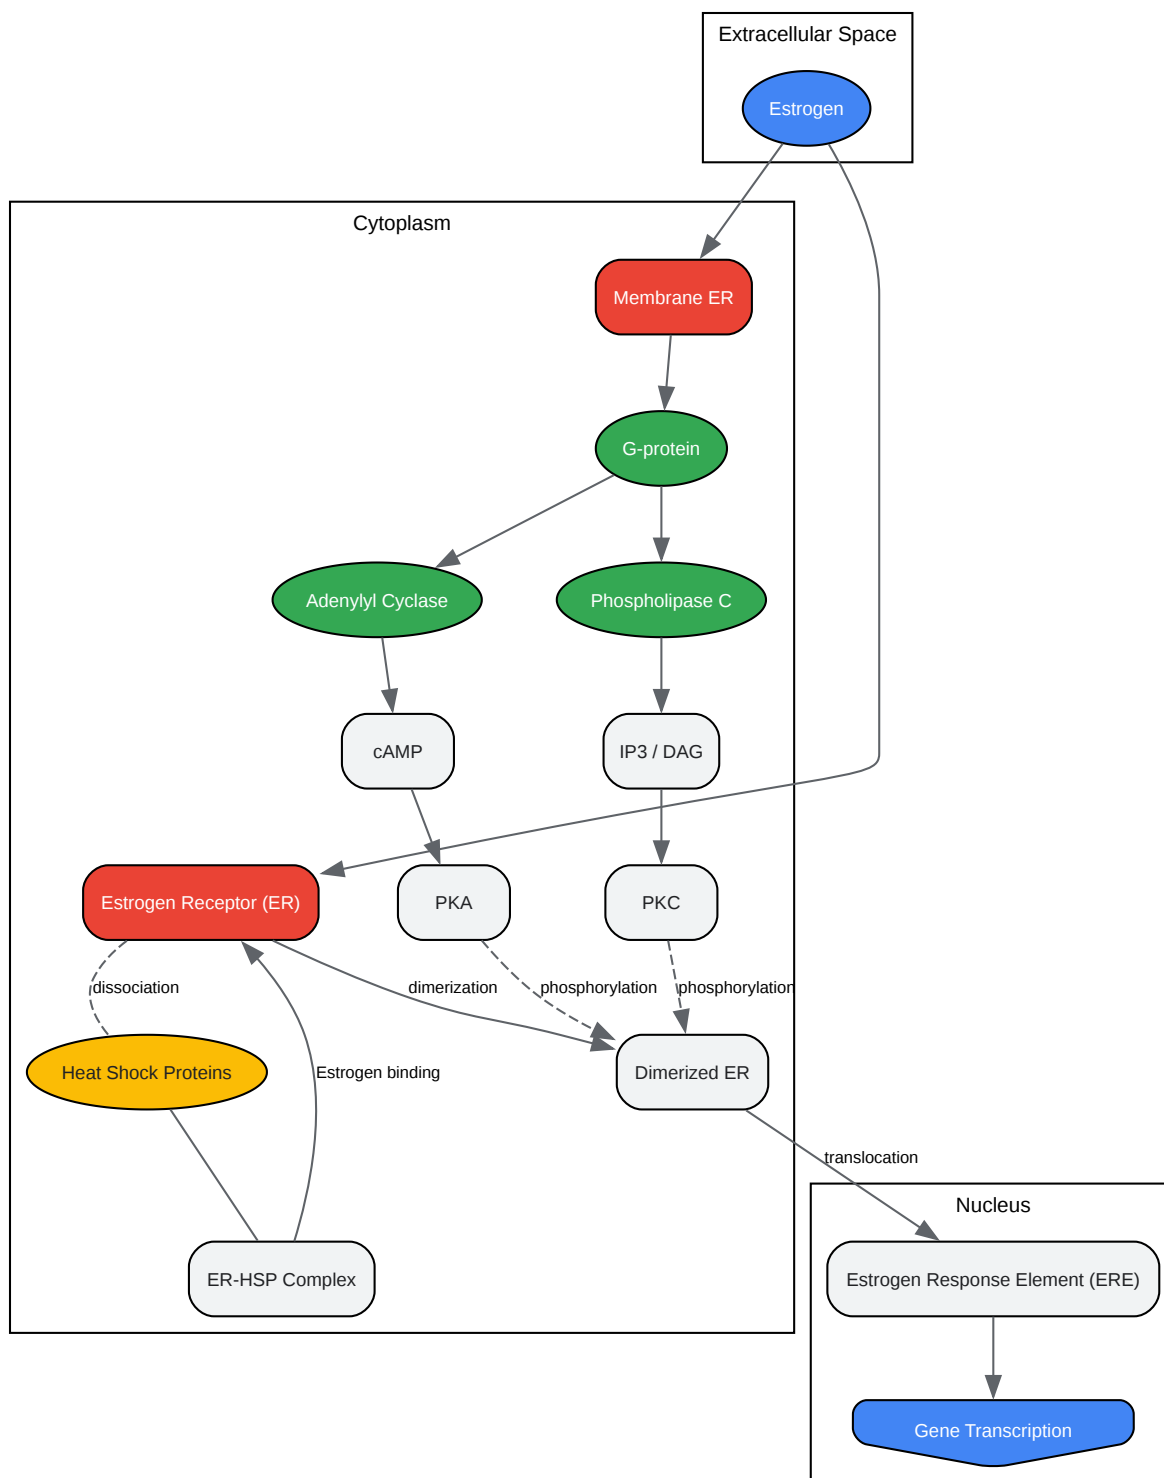 Extracellular Space
Estrogen
Cytoplasm
Membrane ER
G-protein
Adenylyl Cyclase
Phospholipase C
cAMP
IP3 / DAG
Estrogen Receptor (ER)
PKA
PKC
dissociation
dimerization
phosphorylation
phosphorylation
Heat Shock Proteins
Estrogen binding
Dimerized ER
translocation
Nucleus
ER-HSP Complex
Estrogen Response Element (ERE)
Gene Transcription